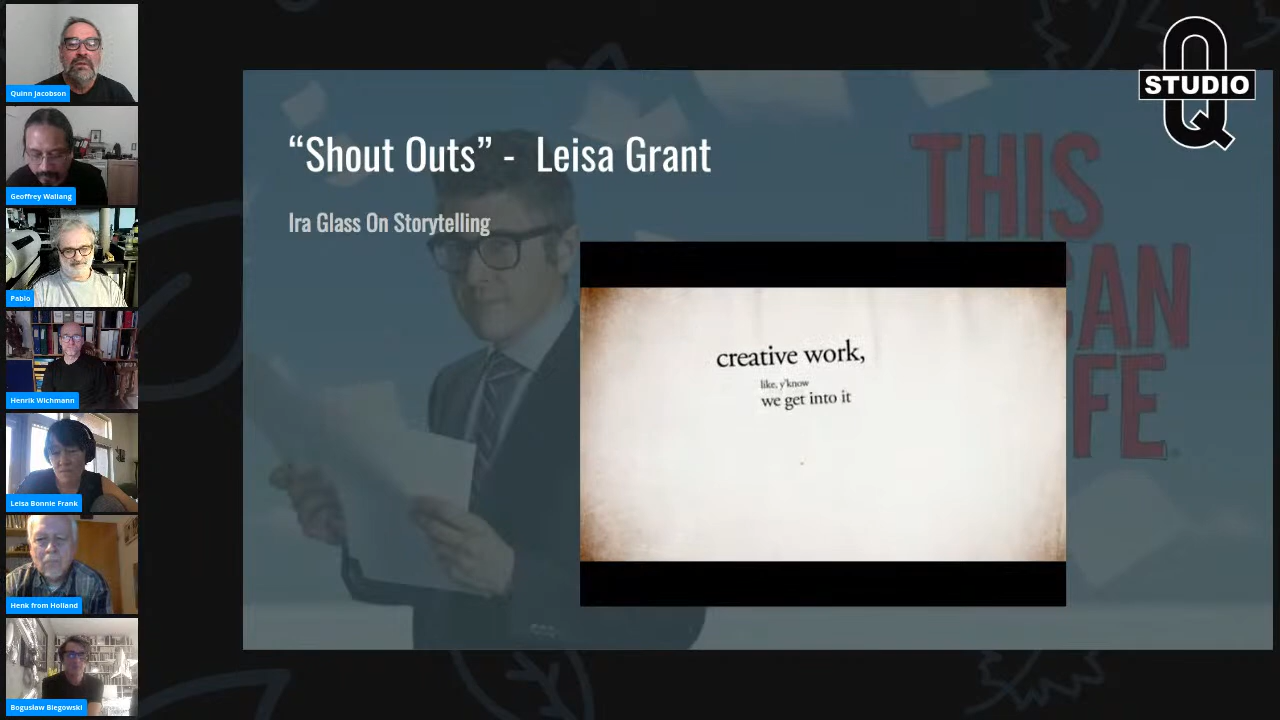 Quinn Jacobson
Geoffrey Wallang
Pablo
Henrik Wichmann
Leisa Bonnie Frank
Henk from Holland
Bogusław Biegowski
“Shout Outs” - Leisa Grant
Ira Glass On Storytelling
creative work,
like, y'know
we get into it
THIS
AN
FE
STUDIO
Q